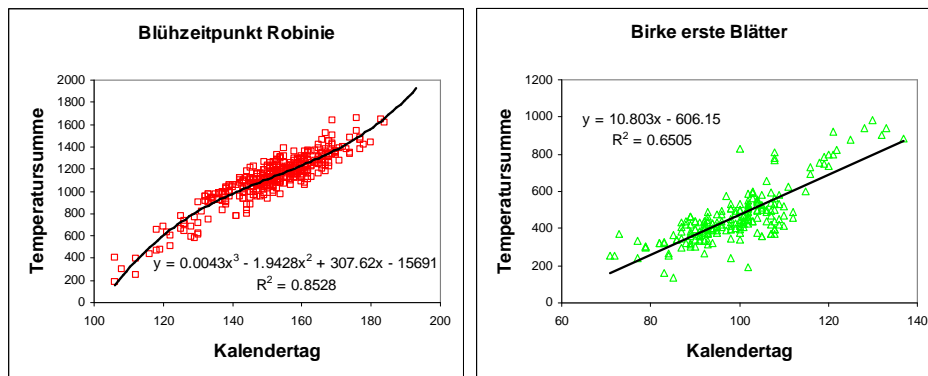 Blühzeitpunkt Robinie
Temperatursumme
2000
1800
1600
1400
1200
1000
800
600
400
200
0
y = 0.0043x³ - 1.9428x² + 307.62x - 15691
R² = 0.8528
100 120 140 160 180 200
Kalendertag
Birke erste Blätter
Temperatursumme
1200
1000
800
600
400
200
0
y = 10.803x - 606.15
R² = 0.6505
60 80 100 120 140
Kalendertag